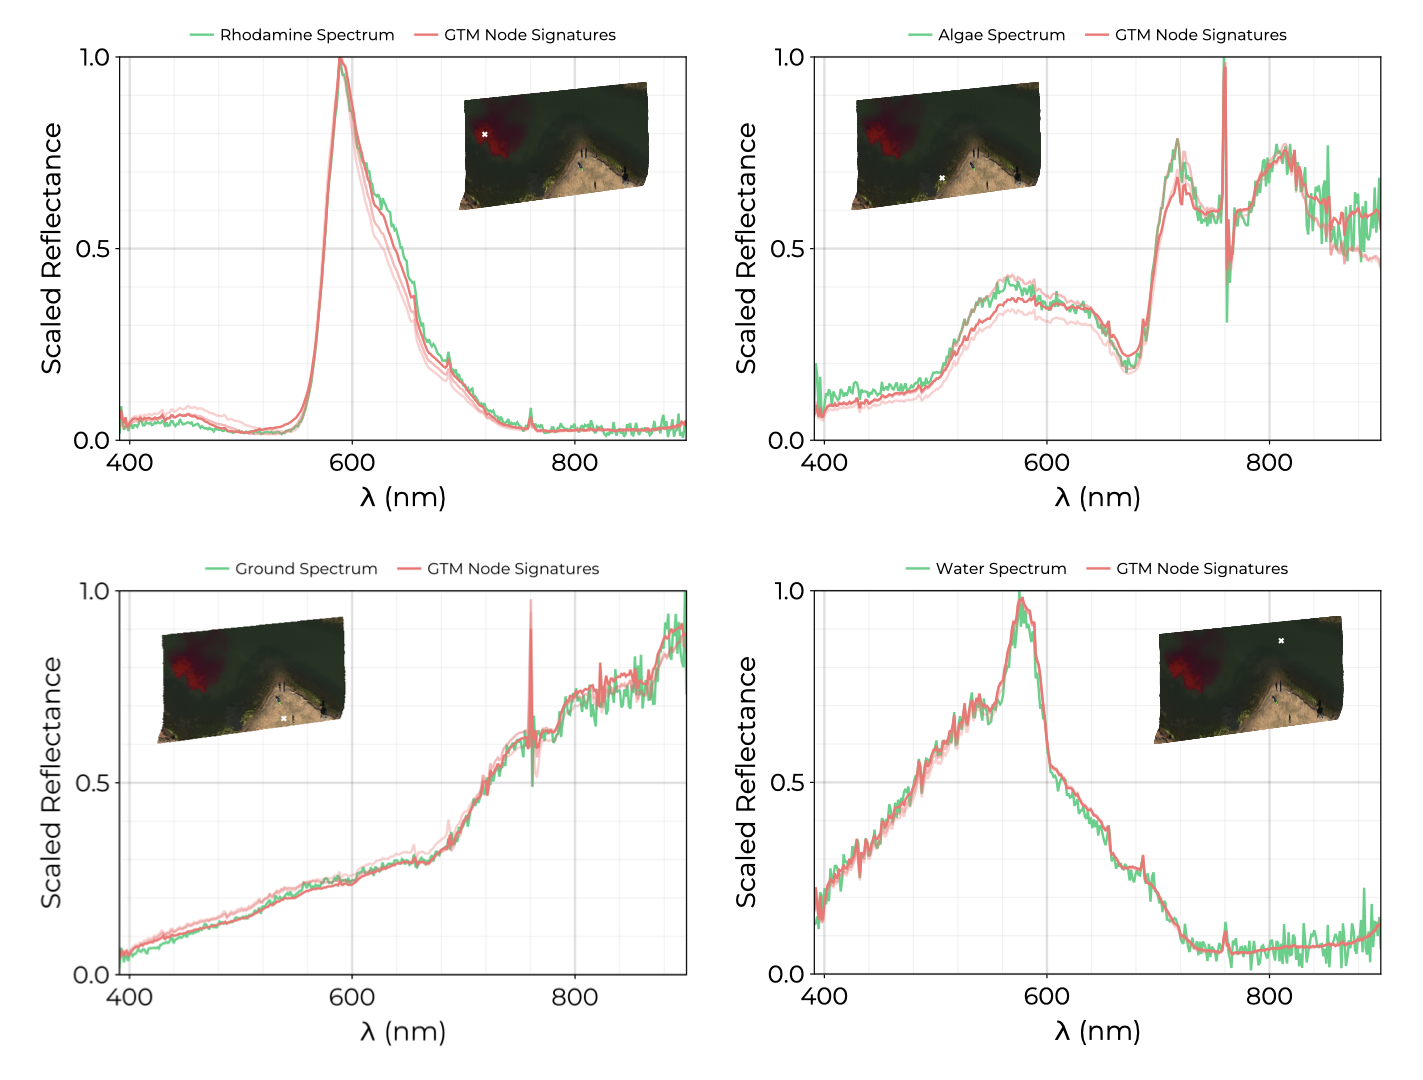 Rhodamine Spectrum GTM Node Signatures
1.0
0.5
0.0
Scaled Reflectance
400 600 800
λ (nm)
Algae Spectrum GTM Node Signatures
1.0
0.5
0.0
Scaled Reflectance
400 600 800
λ (nm)
Ground Spectrum GTM Node Signatures
1.0
0.5
0.0
Scaled Reflectance
400 600 800
λ (nm)
Water Spectrum GTM Node Signatures
1.0
0.5
0.0
Scaled Reflectance
400 600 800
λ (nm)